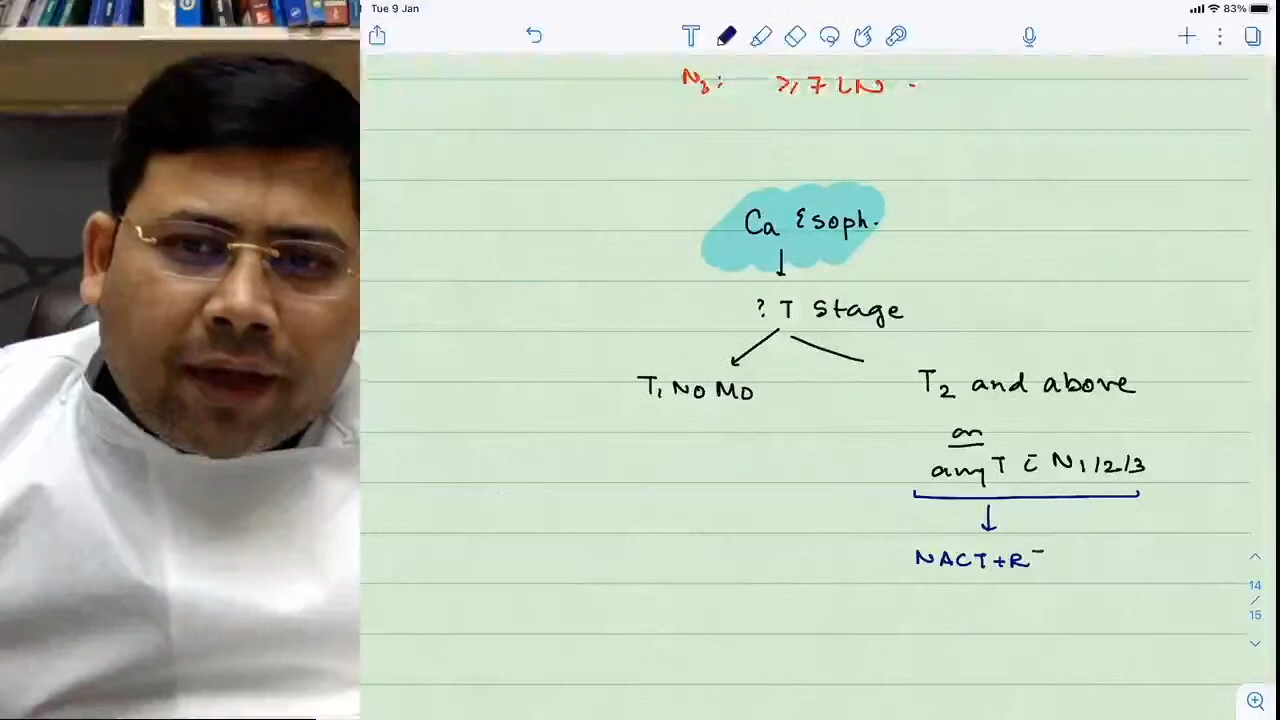 Tue 9 Jan
83%
T
N3: ≥7 LN
Ca Esoph.
? T Stage
T1 N0 M0
T2 and above
or
any T c̄ N1/2/3
NACT+R
14
/
15